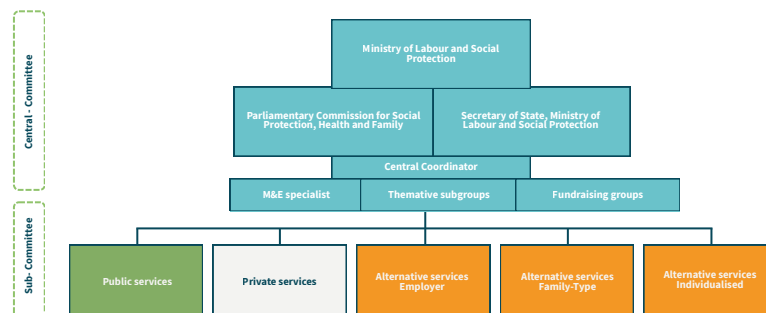 Central - Committee
Ministry of Labour and Social
Protection
Parliamentary Commission for Social
Protection, Health and Family
Secretary of State, Ministry of
Labour and Social Protection
Central Coordinator
M&E specialist
Themative subgroups
Fundraising groups
Sub- Committee
Public services
Private services
Alternative services
Employer
Alternative services
Family-Type
Alternative services
Individualised